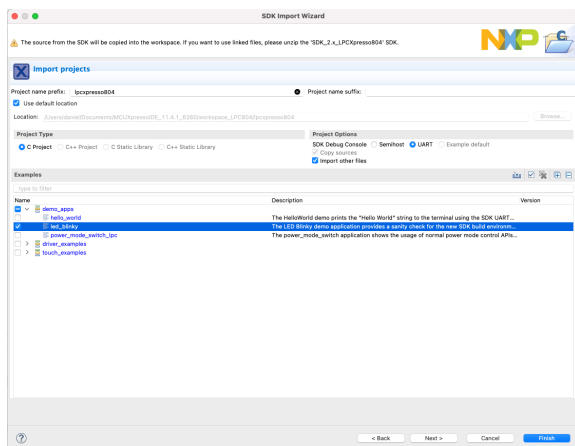 SDK Import Wizard
The source from the SDK will be copied into the workspace. If you want to use linked files, please unzip the 'SDK_2.x_LPCXpresso804' SDK.
NXP
Import projects
Project name prefix: lpcxpresso804 Project name suffix:
Use default location
Location: /Users/daniel/Documents/MCUXpressoIDE_11.4.1_6260/workspace_LPC804/lpcxpresso804 Browse...
Project Type Project Options
C Project C++ Project C Static Library C++ Static Library SDK Debug Console Semihost UART Example default
Copy sources
Import other files
Examples
type to filter
Name Description Version
demo_apps
hello_world The HelloWorld demo prints the "Hello World" string to the terminal using the SDK UART...
led_blinky The LED Blinky demo application provides a sanity check for the new SDK build environm...
power_mode_switch_lpc The power_mode_switch application shows the usage of normal power mode control APIs...
driver_examples
touch_examples
? < Back Next > Cancel Finish